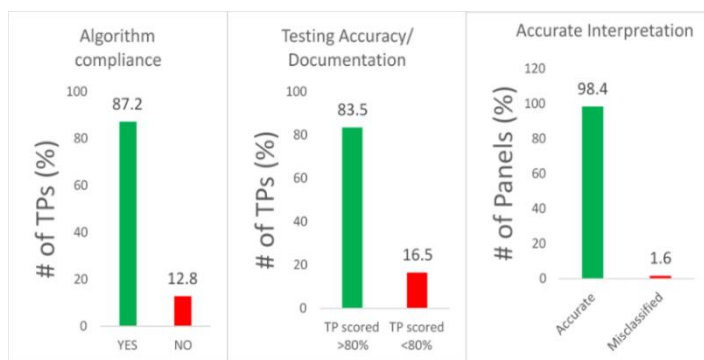 Algorithm
compliance
# of TPs (%)
100
80
60
40
20
0
87.2
12.8
YES
NO
Testing Accuracy/
Documentation
# of TPs (%)
100
80
60
40
20
0
83.5
16.5
TP scored
>80%
TP scored
<80%
Accurate Interpretation
# of Panels (%)
120
100
80
60
40
20
0
98.4
1.6
Accurate
Misclassified